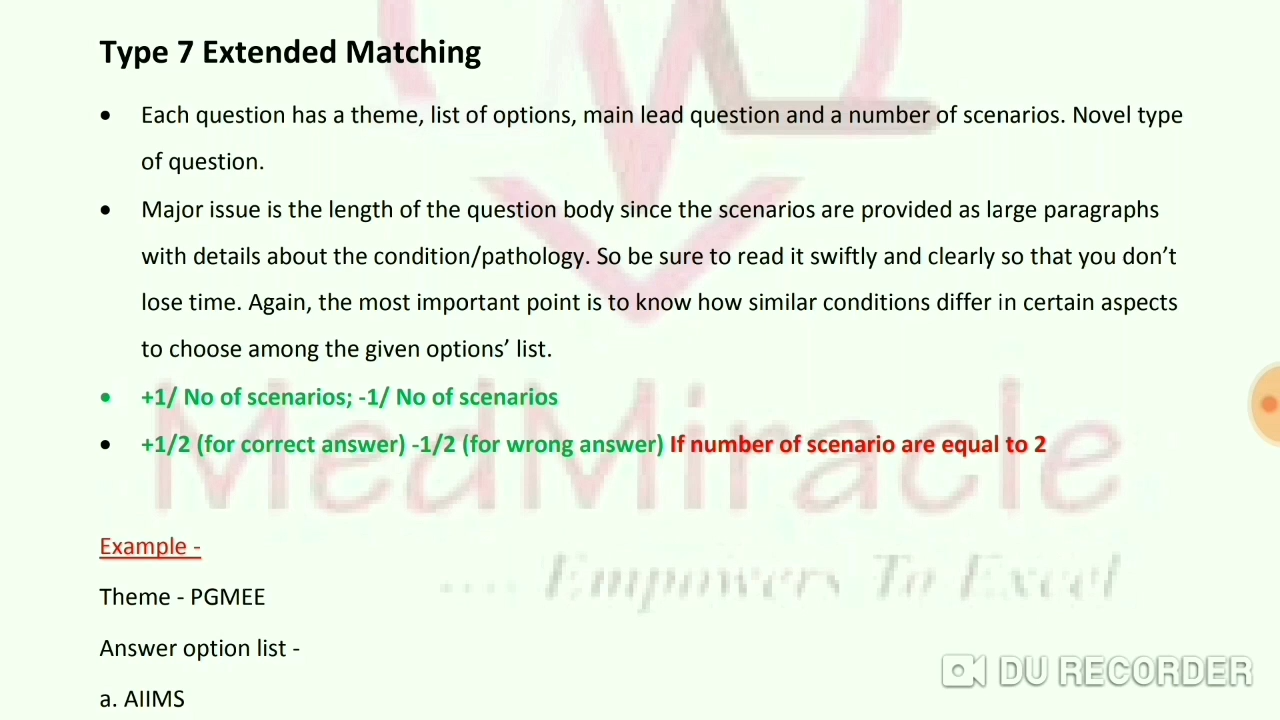 Type 7 Extended Matching
• Each question has a theme, list of options, main lead question and a number of scenarios. Novel type
of question.
• Major issue is the length of the question body since the scenarios are provided as large paragraphs
with details about the condition/pathology. So be sure to read it swiftly and clearly so that you don’t
lose time. Again, the most important point is to know how similar conditions differ in certain aspects
to choose among the given options’ list.
• +1/ No of scenarios; -1/ No of scenarios
• +1/2 (for correct answer) -1/2 (for wrong answer) If number of scenario are equal to 2
MedMiracle
Example -
.... Empowers To Excel
Theme - PGMEE
Answer option list -
DU RECORDER
a. AIIMS